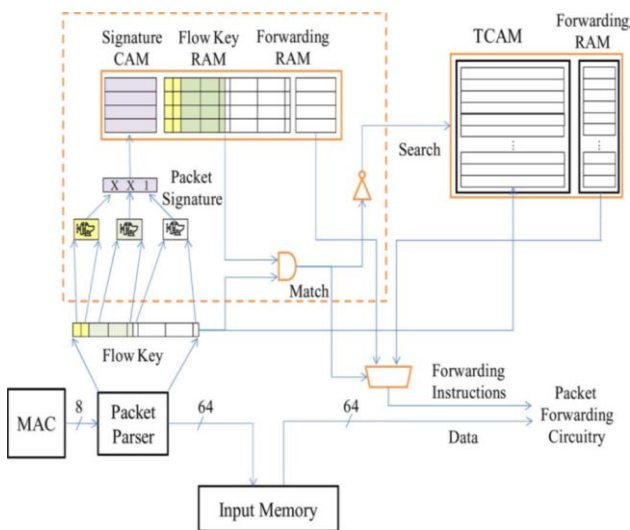 Signature
CAM
Flow Key
RAM
Forwarding
RAM
TCAM
Forwarding
RAM
Search
X X 1
Packet
Signature
Match
Flow Key
MAC
8
Packet
Parser
64
64
Forwarding
Instructions
Data
Packet
Forwarding
Circuitry
Input Memory